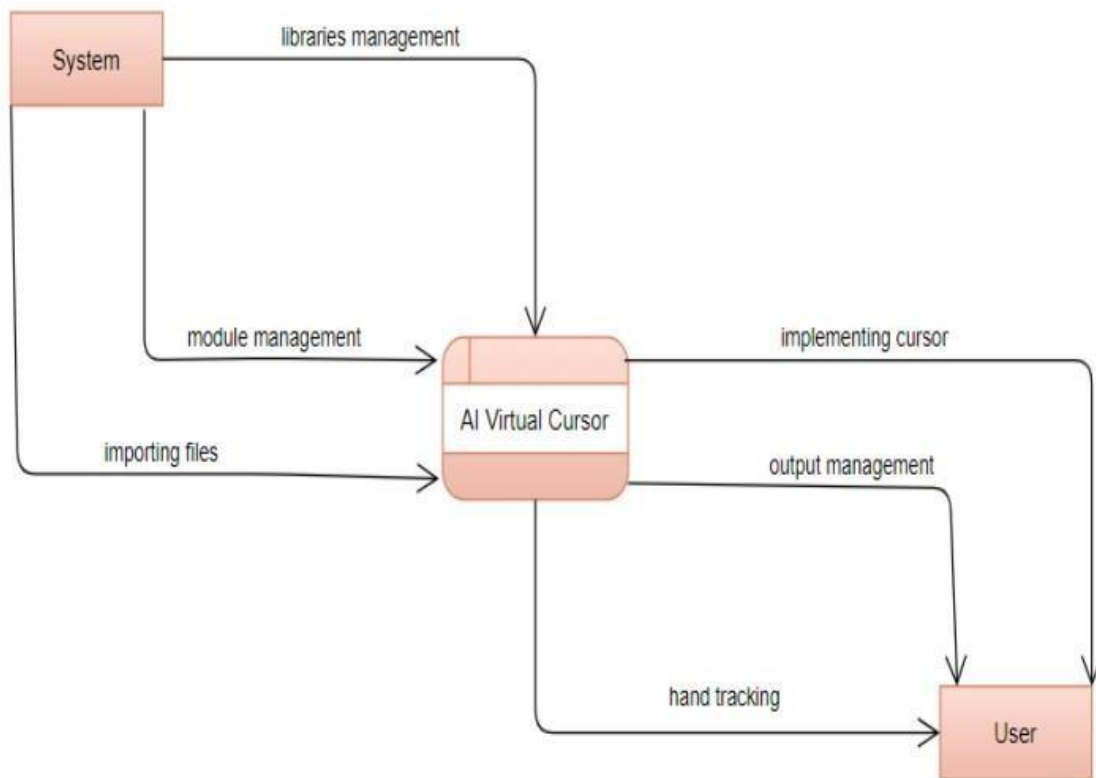 libraries management
System
module management
implementing cursor
AI Virtual Cursor
importing files
output management
hand tracking
User